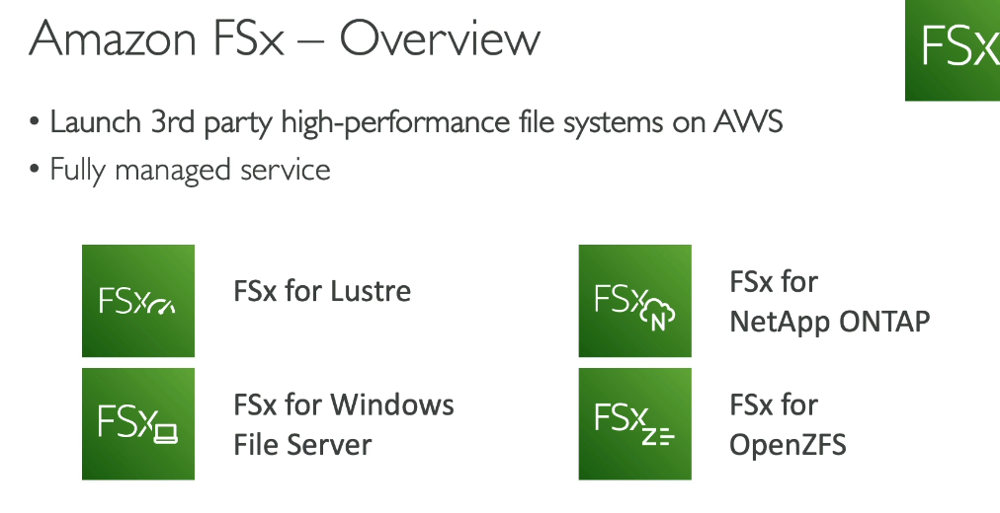 Amazon FSx – Overview
FSx
• Launch 3rd party high-performance file systems on AWS
• Fully managed service
FSx
FSx for Lustre
FSx
N
FSx for
NetApp ONTAP
FSx
FSx for Windows
File Server
FSx
Z
FSx for
OpenZFS